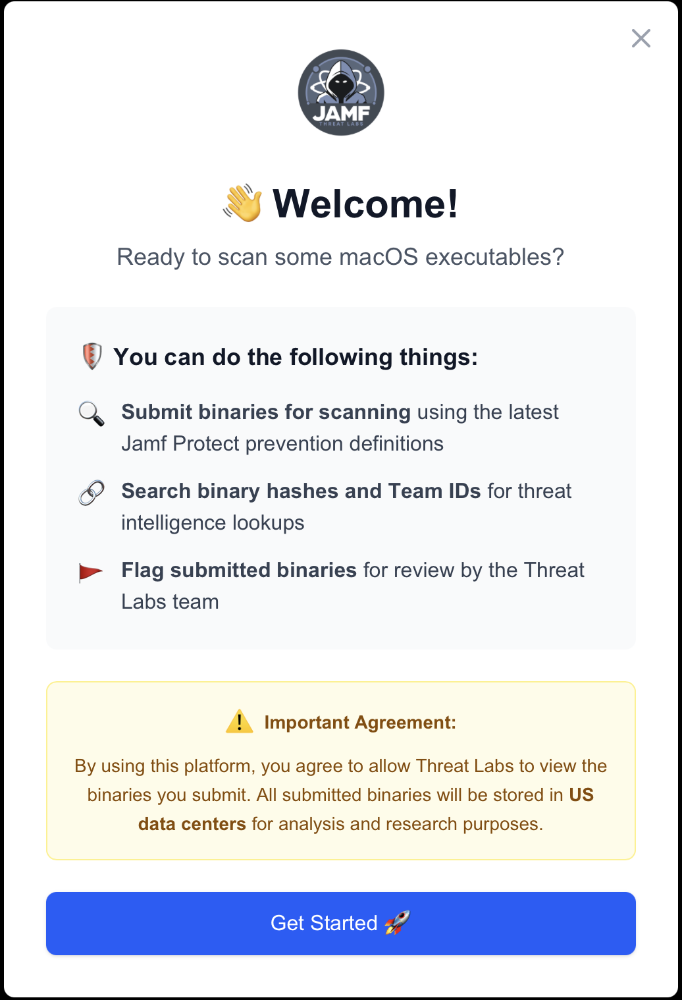 JAMF
THREAT LABS
👋 Welcome!
Ready to scan some macOS executables?
You can do the following things:
Submit binaries for scanning using the latest
Jamf Protect prevention definitions
Search binary hashes and Team IDs for threat
intelligence lookups
Flag submitted binaries for review by the Threat
Labs team
⚠️ Important Agreement:
By using this platform, you agree to allow Threat Labs to view the
binaries you submit. All submitted binaries will be stored in US
data centers for analysis and research purposes.
Get Started 🚀